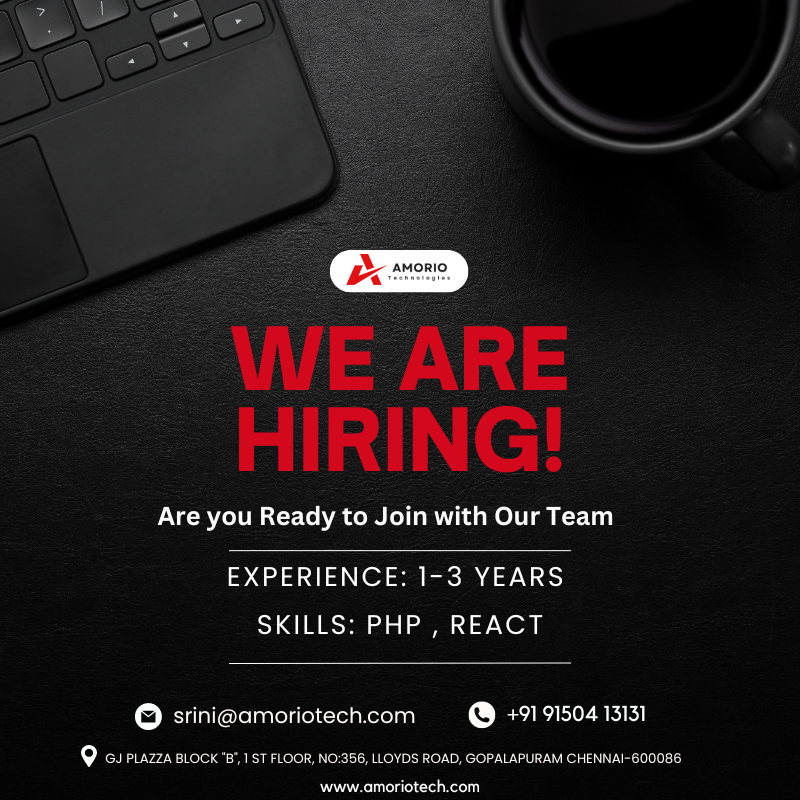 AMORIO
Technologies
WE ARE
HIRING!
Are you Ready to Join with Our Team
EXPERIENCE: 1-3 YEARS
SKILLS: PHP , REACT
srini@amoriotech.com
+91 91504 13131
GJ PLAZZA BLOCK "B", 1 ST FLOOR, NO:356, LLOYDS ROAD, GOPALAPURAM CHENNAI-600086
www.amoriotech.com